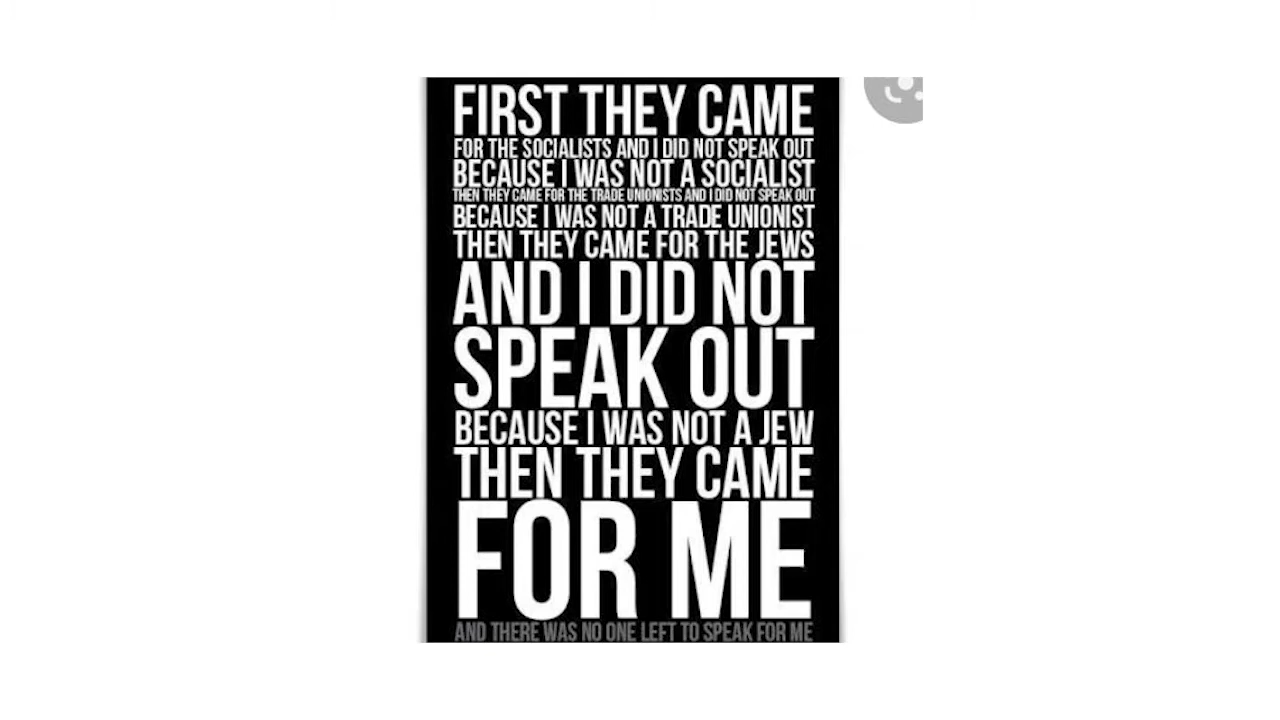 FIRST THEY CAME
FOR THE SOCIALISTS AND I DID NOT SPEAK OUT
BECAUSE I WAS NOT A SOCIALIST
THEN THEY CAME FOR THE TRADE UNIONISTS AND I DID NOT SPEAK OUT
BECAUSE I WAS NOT A TRADE UNIONIST
THEN THEY CAME FOR THE JEWS
AND I DID NOT
SPEAK OUT
BECAUSE I WAS NOT A JEW
THEN THEY CAME
FOR ME
AND THERE WAS NO ONE LEFT TO SPEAK FOR ME